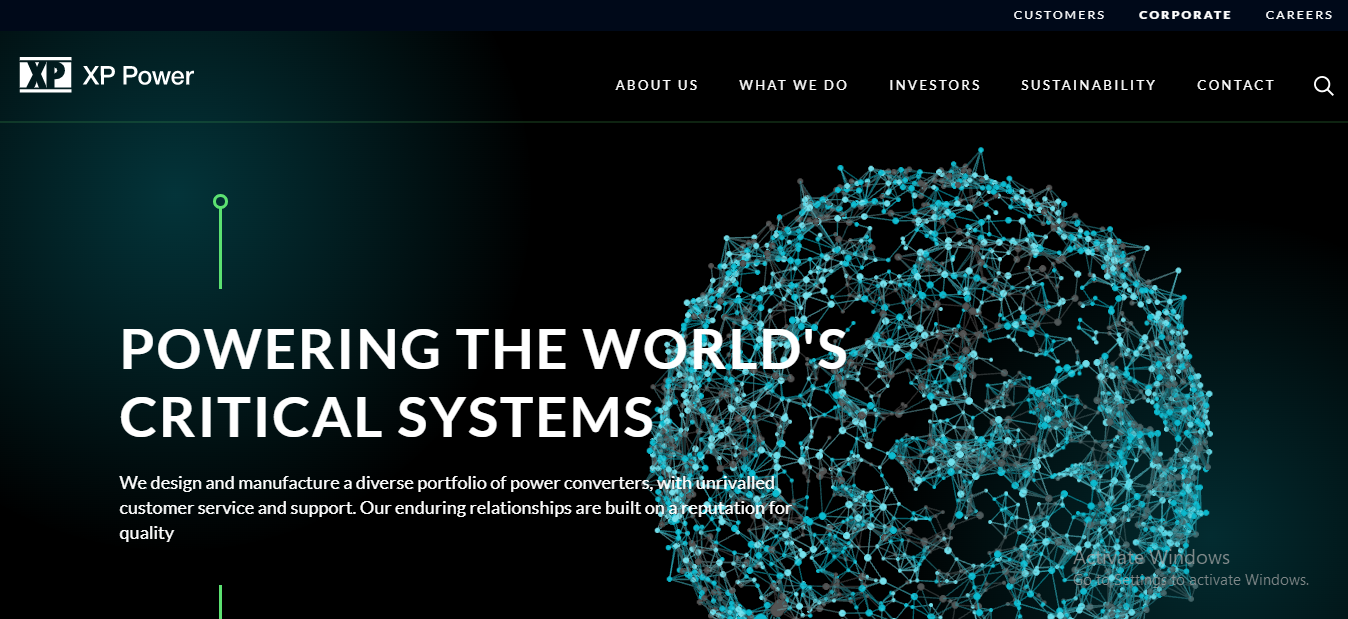 CUSTOMERS CORPORATE CAREERS
XP XP Power
ABOUT US WHAT WE DO INVESTORS SUSTAINABILITY CONTACT
POWERING THE WORLD'S
CRITICAL SYSTEMS
We design and manufacture a diverse portfolio of power converters, with unrivalled
customer service and support. Our enduring relationships are built on a reputation for
quality
Activate Windows
Go to Settings to activate Windows.